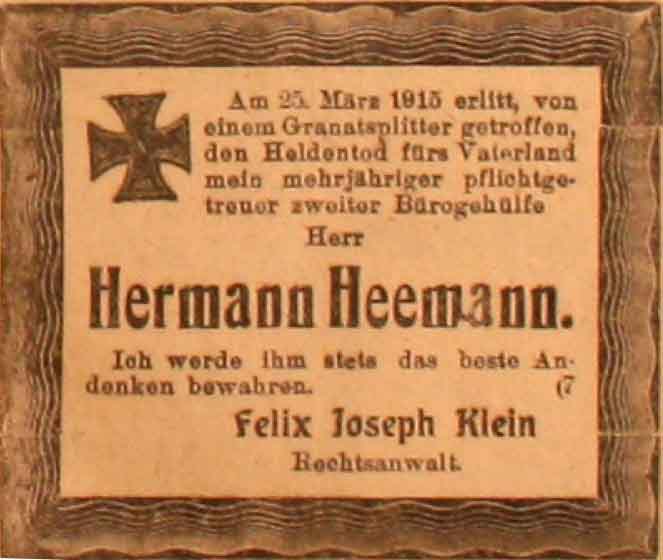 Am 25. März 1915 erlitt, von
einem Granatsplitter getroffen,
den Heldentod fürs Vaterland
mein mehrjähriger pflichtge-
treuer zweiter Bürogehülfe
Herr
Hermann Heemann.
Ich werde ihm stets das beste An-
denken bewahren. (7
Felix Joseph Klein
Rechtsanwalt.